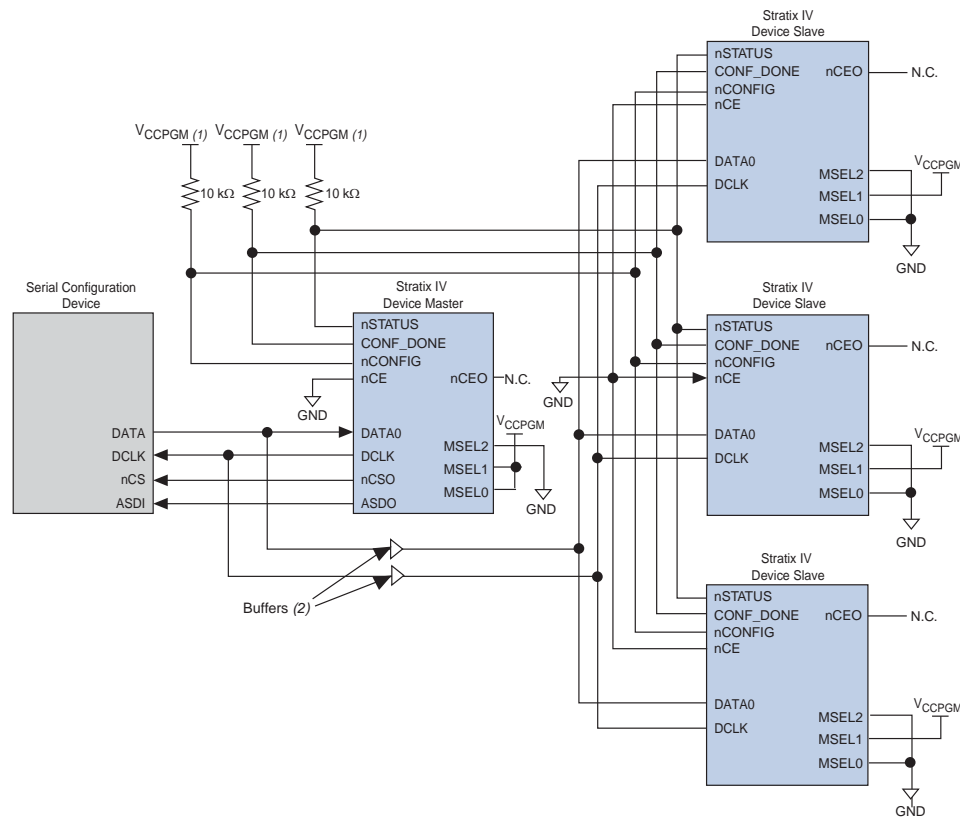 Stratix IV
Device Slave
nSTATUS
CONF_DONE
nCONFIG
nCE
nCEO
N.C.
DATA0
DCLK
MSEL2
MSEL1
MSEL0
VCCPGM
GND
VCCPGM (1)
VCCPGM (1)
VCCPGM (1)
10 kΩ
10 kΩ
10 kΩ
Serial Configuration
Device
DATA
DCLK
nCS
ASDI
Stratix IV
Device Master
nSTATUS
CONF_DONE
nCONFIG
nCE
nCEO
N.C.
GND
DATA0
DCLK
nCSO
ASDO
MSEL2
MSEL1
MSEL0
VCCPGM
GND
Buffers (2)
Stratix IV
Device Slave
nSTATUS
CONF_DONE
nCONFIG
nCE
nCEO
N.C.
GND
DATA0
DCLK
MSEL2
MSEL1
MSEL0
VCCPGM
GND
Stratix IV
Device Slave
nSTATUS
CONF_DONE
nCONFIG
nCE
nCEO
N.C.
DATA0
DCLK
MSEL2
MSEL1
MSEL0
VCCPGM
GND